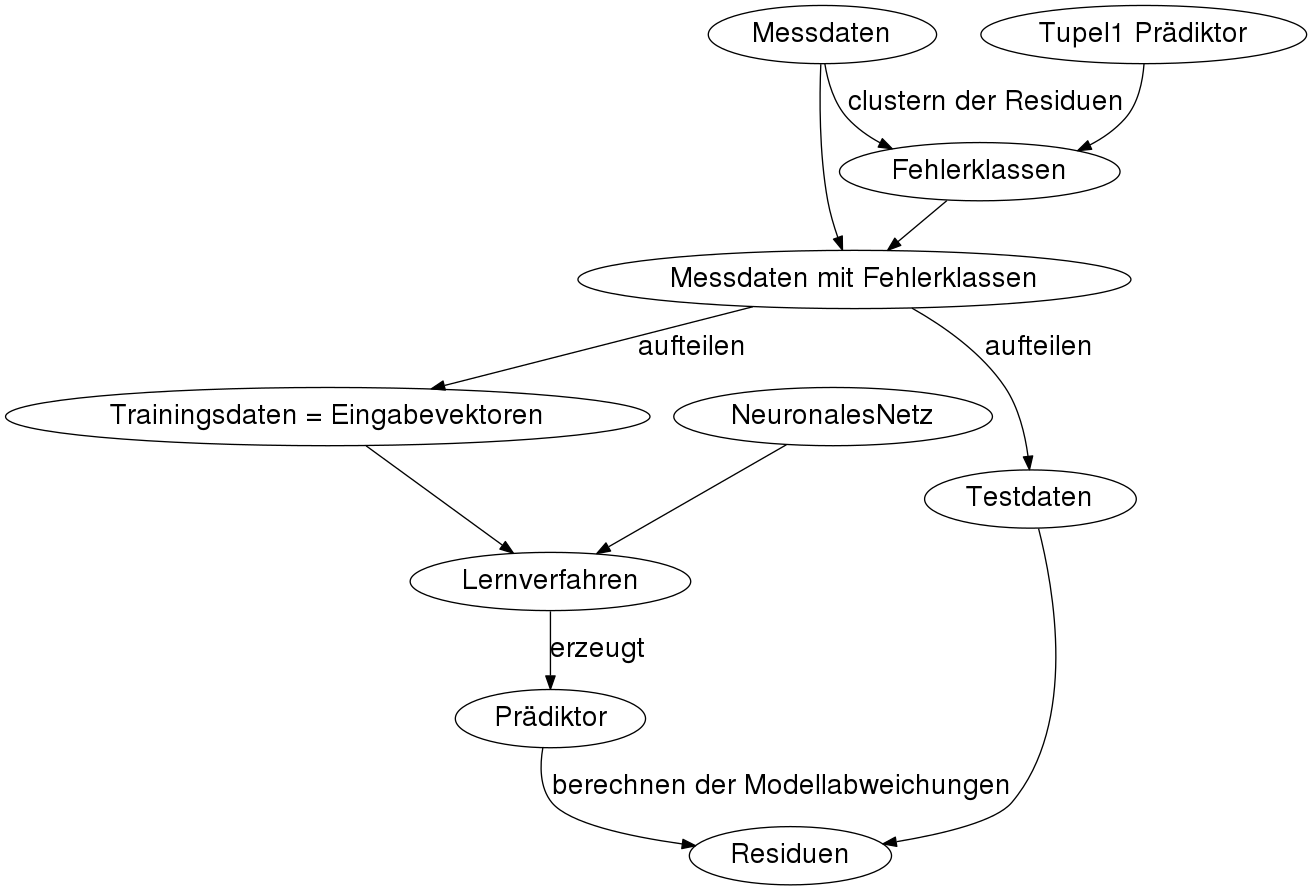 Messdaten
Tupel1 Prädiktor
clustern der Residuen
Fehlerklassen
Messdaten mit Fehlerklassen
aufteilen
aufteilen
Trainingsdaten = Eingabevektoren
NeuronalesNetz
Testdaten
Lernverfahren
erzeugt
Prädiktor
berechnen der Modellabweichungen
Residuen